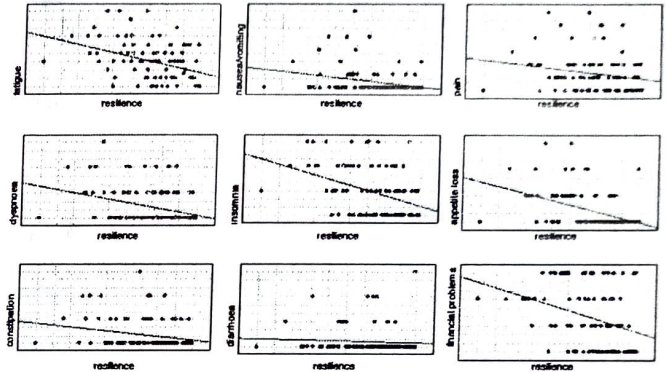 fatigue
resilience
nausea/vomiting
resilience
pain
resilience
dyspnoea
resilience
insomnia
resilience
appetite loss
resilience
constipation
resilience
diarrhoea
resilience
financial problems
resilience